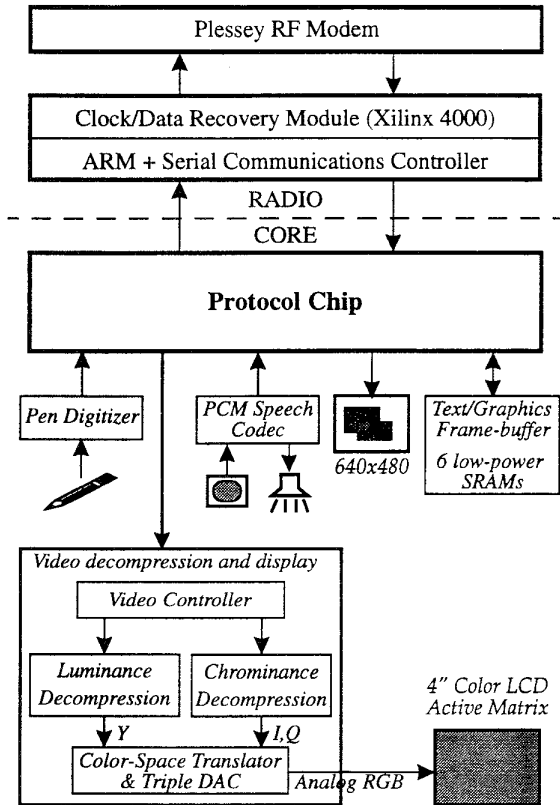 Plessey RF Modem
Clock/Data Recovery Module (Xilinx 4000)
ARM + Serial Communications Controller
RADIO
CORE
Protocol Chip
Pen Digitizer
PCM Speech
Codec
640x480
Text/Graphics
Frame-buffer
6 low-power
SRAMs
Video decompression and display
Video Controller
Luminance
Decompression
Chrominance
Decompression
Y
I,Q
Color-Space Translator
& Triple DAC
Analog RGB
4" Color LCD
Active Matrix